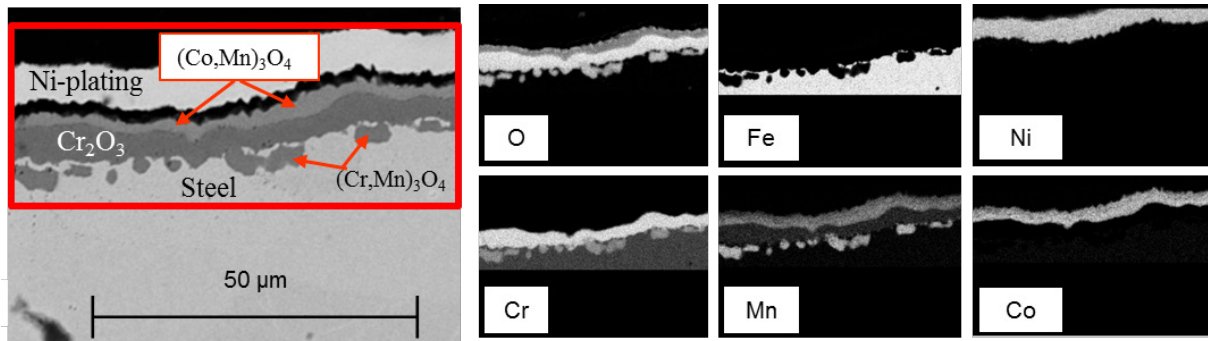 (Co,Mn)₃O₄
Ni-plating
Cr₂O₃
(Cr,Mn)₃O₄
Steel
50 µm
O
Fe
Ni
Cr
Mn
Co